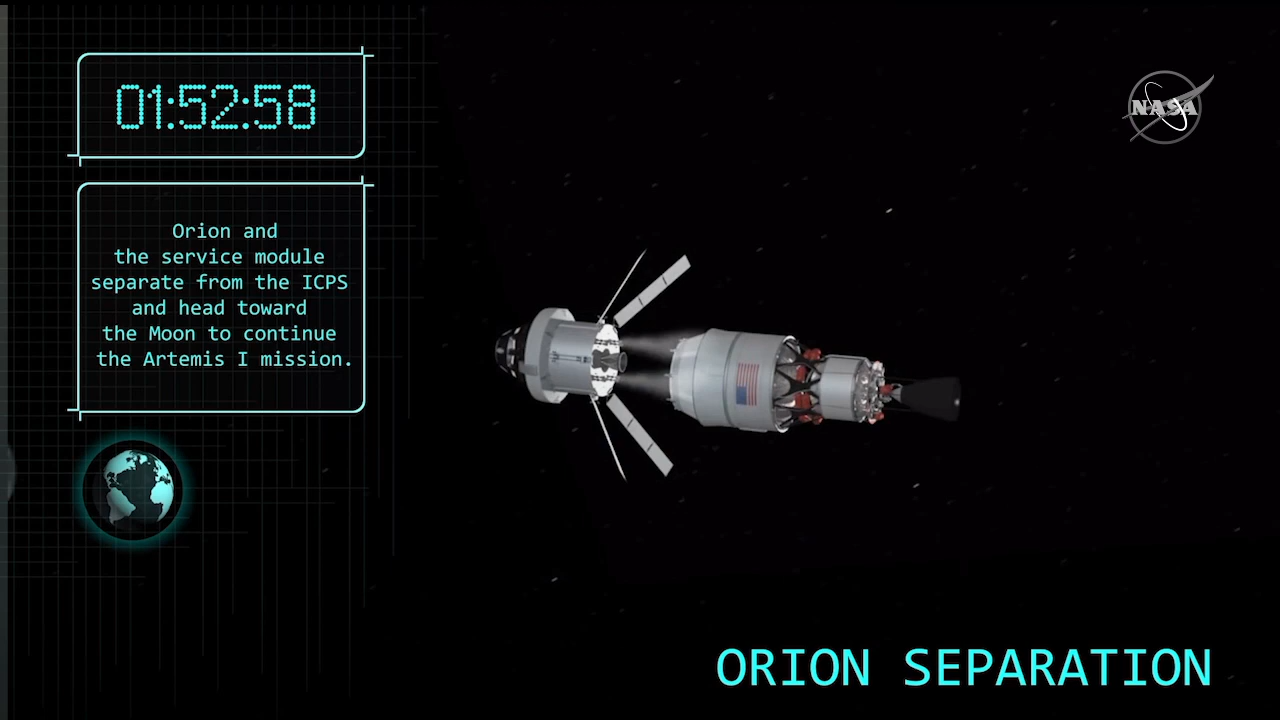 01:52:58
NASA
Orion and
the service module
separate from the ICPS
and head toward
the Moon to continue
the Artemis I mission.
ORION SEPARATION